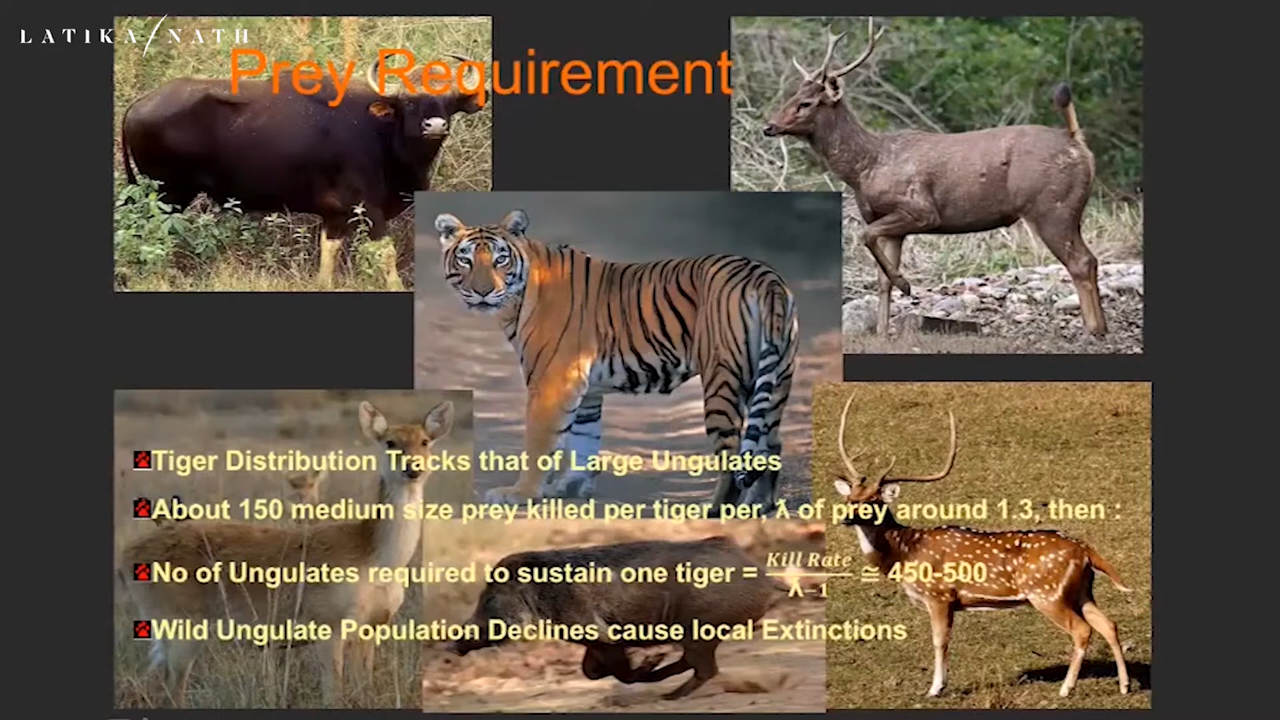 LATIKA/NATH
Prey Requirement
Tiger Distribution Tracks that of Large Ungulates
About 150 medium size prey killed per tiger per, ƛ of prey around 1.3, then :
No of Ungulates required to sustain one tiger = Kill Rate / ƛ−1 ≅ 450-500
Wild Ungulate Population Declines cause local Extinctions